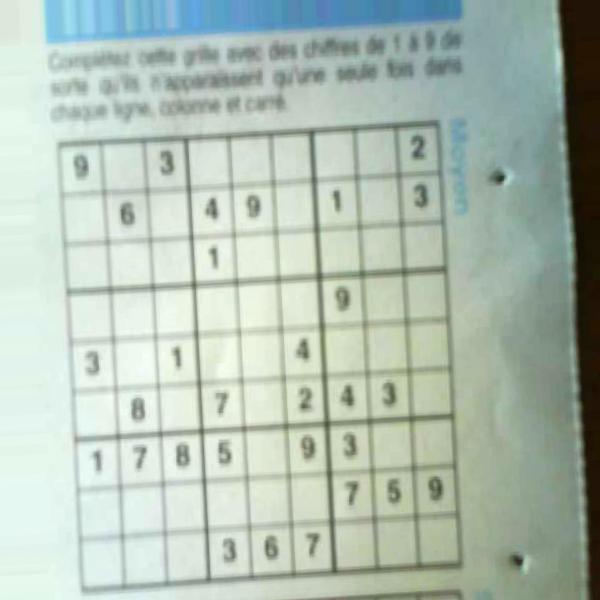 Complétez cette grille avec des chiffres de 1 à 9 de
sorte qu'ils n'apparaissent qu'une seule fois dans
chaque ligne, colonne et carré.
Moyen
9 3 2
6 4 9 1 3
1
9
3 1 4
8 7 2 4 3
1 7 8 5 9 3
7 5 9
3 6 7